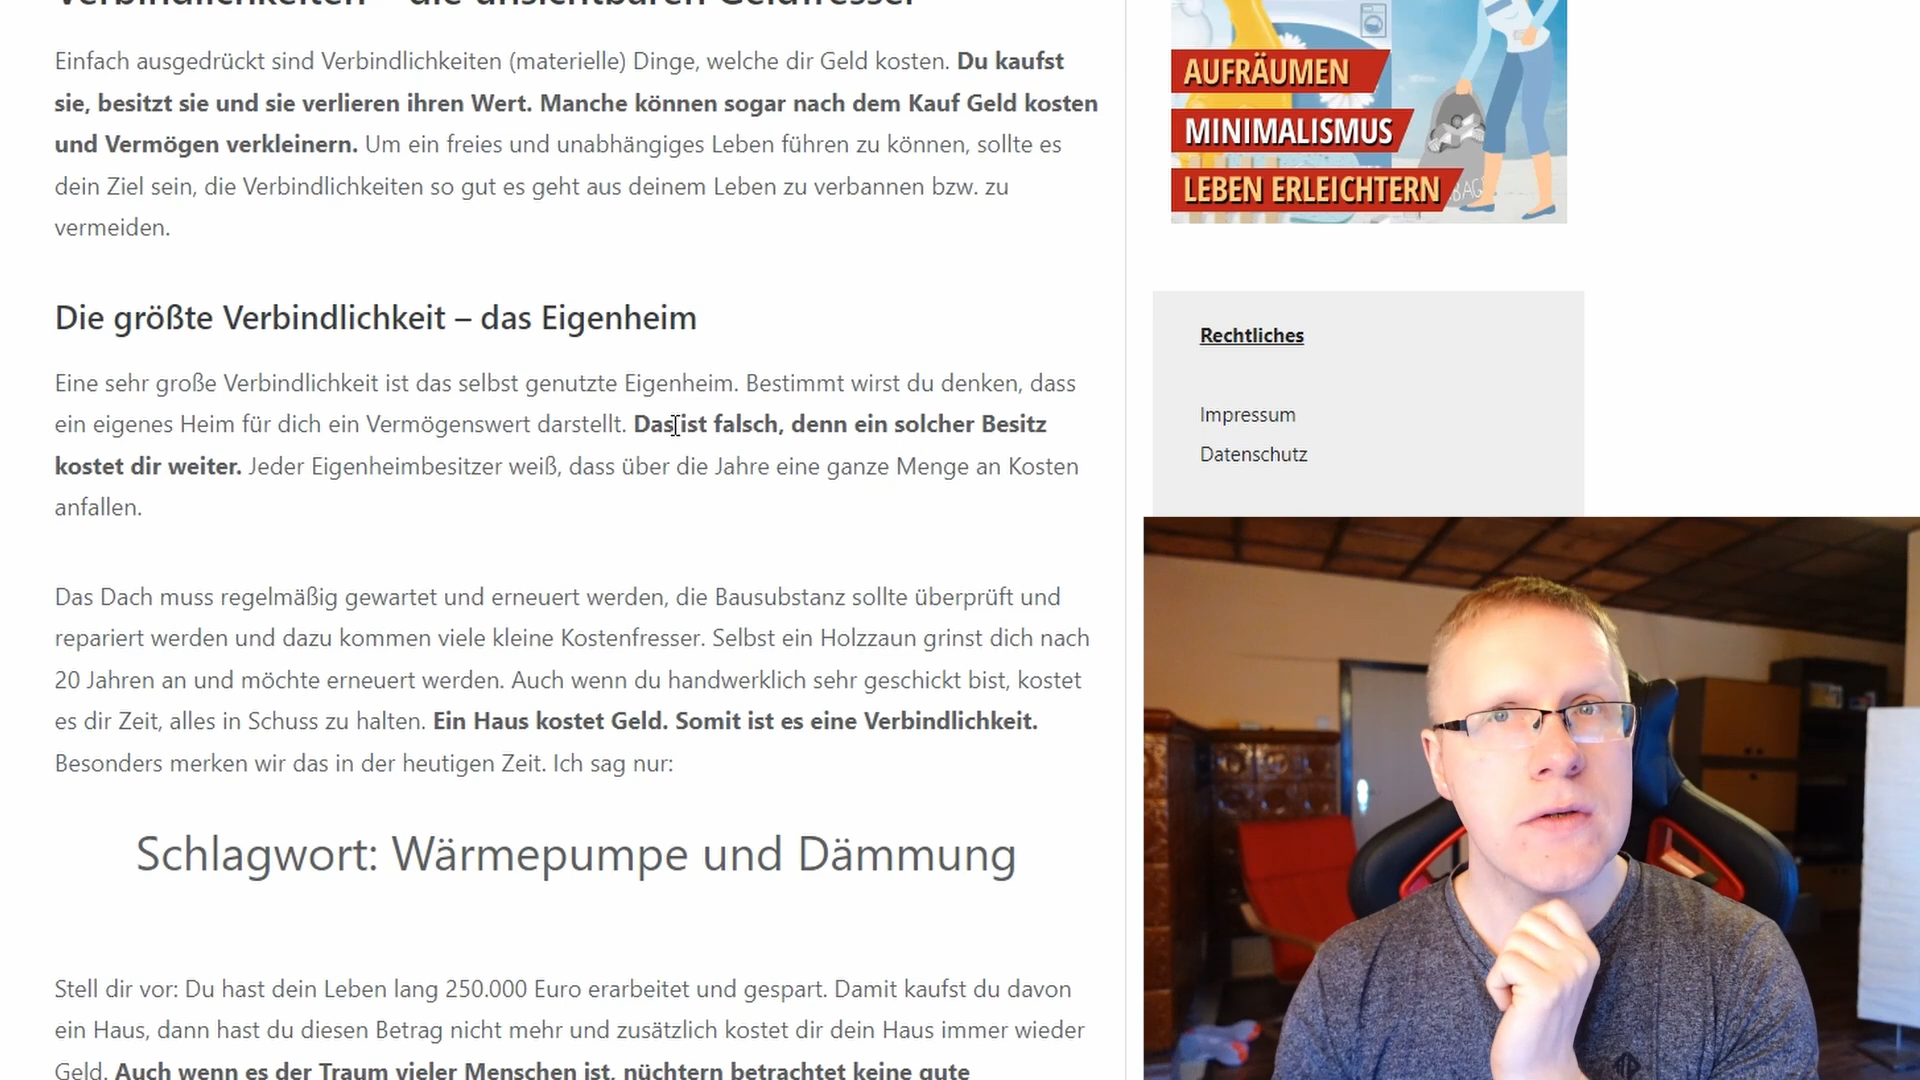 Verbindlichkeiten – die unsichtbaren Geldfresser
Einfach ausgedrückt sind Verbindlichkeiten (materielle) Dinge, welche dir Geld kosten. Du kaufst
sie, besitzt sie und sie verlieren ihren Wert. Manche können sogar nach dem Kauf Geld kosten
und Vermögen verkleinern. Um ein freies und unabhängiges Leben führen zu können, sollte es
dein Ziel sein, die Verbindlichkeiten so gut es geht aus deinem Leben zu verbannen bzw. zu
vermeiden.
Die größte Verbindlichkeit – das Eigenheim
Eine sehr große Verbindlichkeit ist das selbst genutzte Eigenheim. Bestimmt wirst du denken, dass
ein eigenes Heim für dich ein Vermögenswert darstellt. Das ist falsch, denn ein solcher Besitz
kostet dir weiter. Jeder Eigenheimbesitzer weiß, dass über die Jahre eine ganze Menge an Kosten
anfallen.
Das Dach muss regelmäßig gewartet und erneuert werden, die Bausubstanz sollte überprüft und
repariert werden und dazu kommen viele kleine Kostenfresser. Selbst ein Holzzaun grinst dich nach
20 Jahren an und möchte erneuert werden. Auch wenn du handwerklich sehr geschickt bist, kostet
es dir Zeit, alles in Schuss zu halten. Ein Haus kostet Geld. Somit ist es eine Verbindlichkeit.
Besonders merken wir das in der heutigen Zeit. Ich sag nur:
Schlagwort: Wärmepumpe und Dämmung
Stell dir vor: Du hast dein Leben lang 250.000 Euro erarbeitet und gespart. Damit kaufst du davon
ein Haus, dann hast du diesen Betrag nicht mehr und zusätzlich kostet dir dein Haus immer wieder
Geld. Auch wenn es der Traum vieler Menschen ist, nüchtern betrachtet keine gute
AUFRÄUMEN
MINIMALISMUS
LEBEN ERLEICHTERN
BAG
Rechtliches
Impressum
Datenschutz